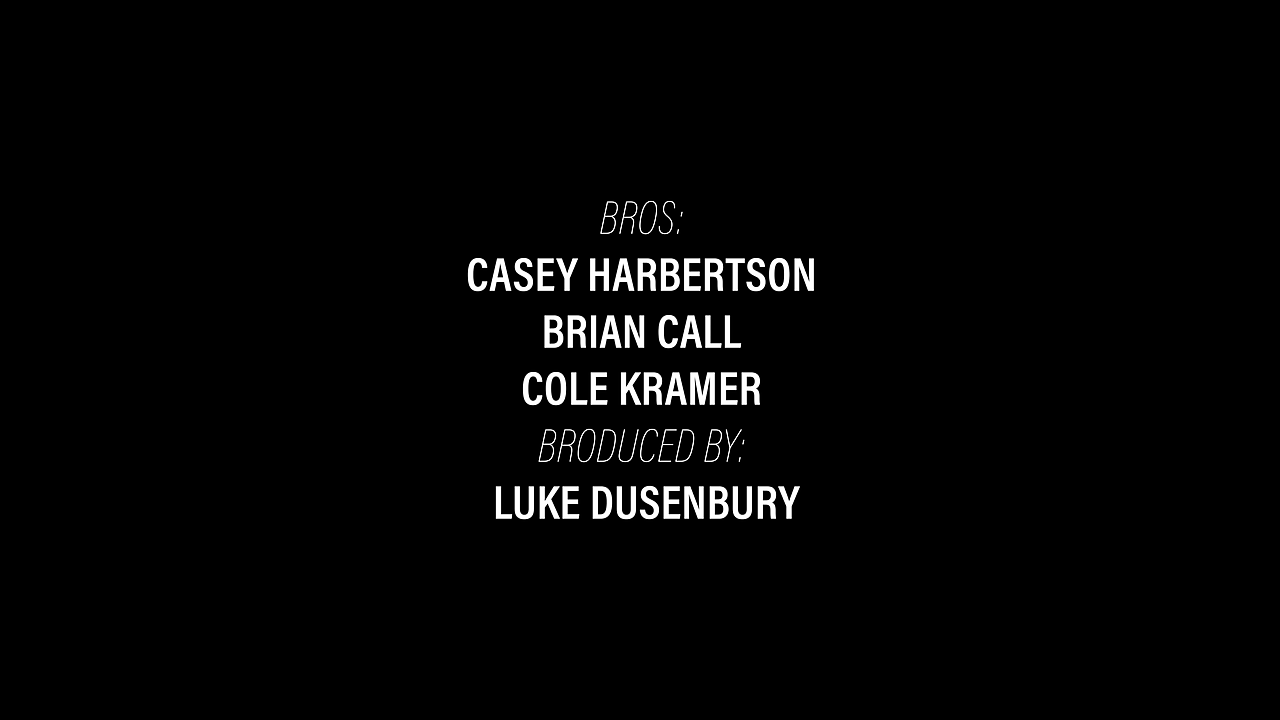 BROS:
CASEY HARBERTSON
BRIAN CALL
COLE KRAMER
BRODUCED BY:
LUKE DUSENBURY